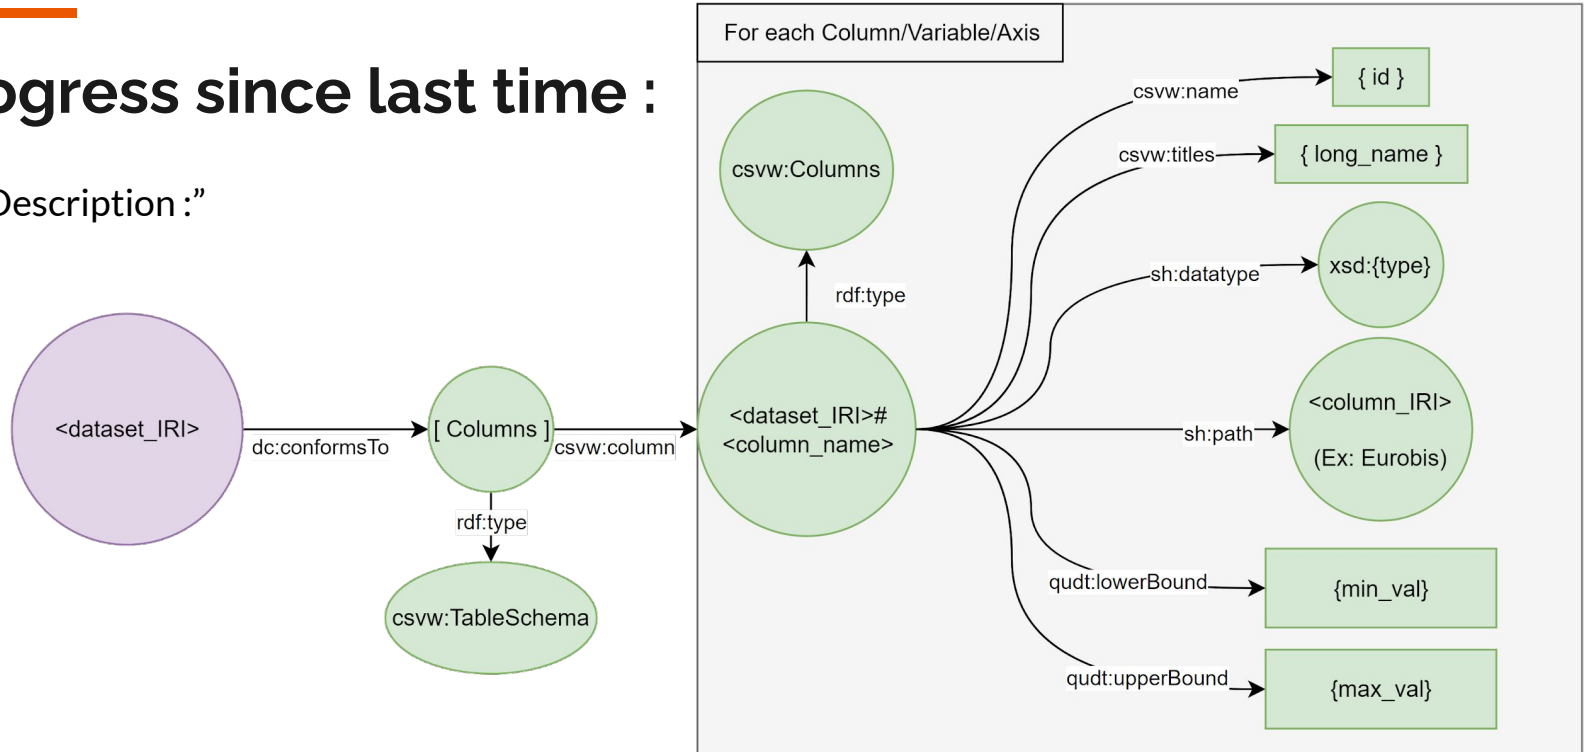 ogress since last time :
Description :”
For each Column/Variable/Axis
csvw:Columns
rdf:type
<dataset_IRI>
dc:conformsTo
[ Columns ]
csvw:column
rdf:type
csvw:TableSchema
<dataset_IRI>#
<column_name>
csvw:name
{ id }
csvw:titles
{ long_name }
sh:datatype
xsd:{type}
sh:path
<column_IRI>
(Ex: Eurobis)
qudt:lowerBound
{min_val}
qudt:upperBound
{max_val}